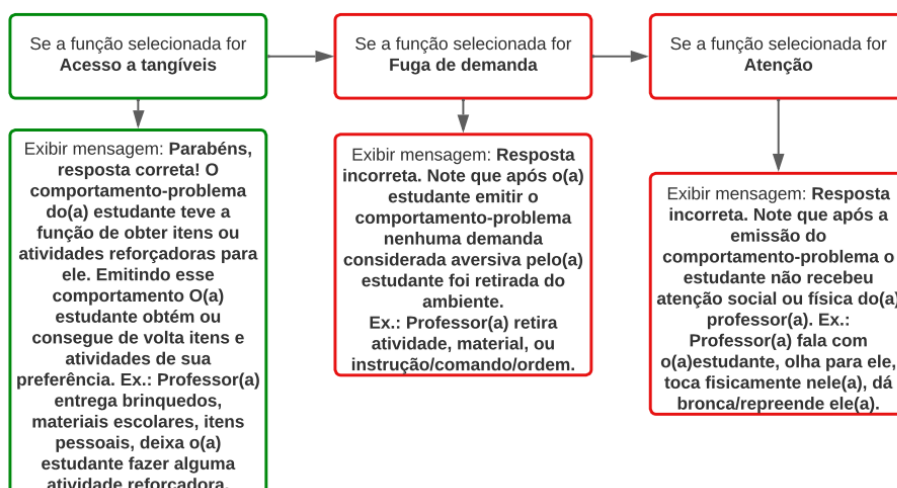 Se a função selecionada for
Acesso a tangíveis
Se a função selecionada for
Fuga de demanda
Se a função selecionada for
Atenção
Exibir mensagem: Parabéns,
resposta correta! O
comportamento-problema
do(a) estudante teve a
função de obter itens ou
atividades reforçadoras para
ele. Emitindo esse
comportamento O(a)
estudante obtém ou
consegue de volta itens e
atividades de sua
preferência. Ex.: Professor(a)
entrega brinquedos,
materiais escolares, itens
pessoais, deixa o(a)
estudante fazer alguma
atividade reforçadora.
Exibir mensagem: Resposta
incorreta. Note que após o(a)
estudante emitir o
comportamento-problema
nenhuma demanda
considerada aversiva pelo(a)
estudante foi retirada do
ambiente.
Ex.: Professor(a) retira
atividade, material, ou
instrução/comando/ordem.
Exibir mensagem: Resposta
incorreta. Note que após a
emissão do
comportamento-problema o
estudante não recebeu
atenção social ou física do(a)
professor(a). Ex.:
Professor(a) fala com
o(a)estudante, olha para ele,
toca fisicamente nele(a), dá
bronca/repreende ele(a).